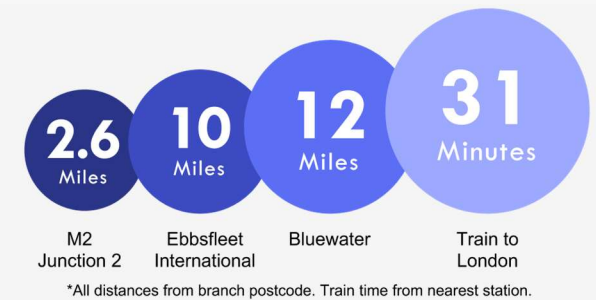 2.6
Miles
10
Miles
12
Miles
31
Minutes
M2
Junction 2
Ebbsfleet
International
Bluewater
Train to
London
*All distances from branch postcode. Train time from nearest station.